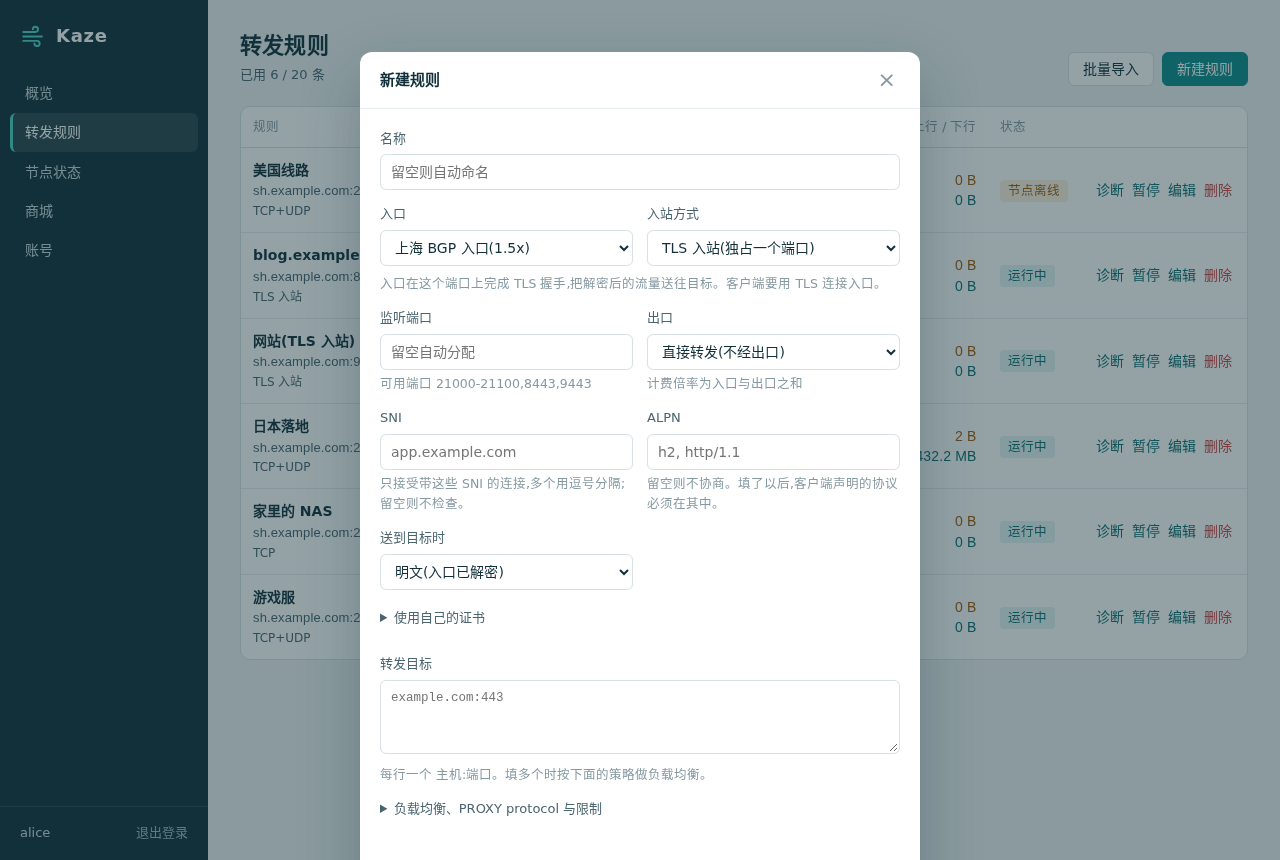 Kaze
概览
转发规则
节点状态
商城
账号
alice
退出登录
转发规则
已用 6 / 20 条
批量导入
新建规则
规则
上行 / 下行
状态
美国线路
sh.example.com:2
TCP+UDP
0 B
0 B
节点离线
诊断 暂停 编辑 删除
blog.example
sh.example.com:8
TLS 入站
0 B
0 B
运行中
诊断 暂停 编辑 删除
网站(TLS 入站)
sh.example.com:9
TLS 入站
0 B
0 B
运行中
诊断 暂停 编辑 删除
日本落地
sh.example.com:2
TCP+UDP
2 B
432.2 MB
运行中
诊断 暂停 编辑 删除
家里的 NAS
sh.example.com:2
TCP
0 B
0 B
运行中
诊断 暂停 编辑 删除
游戏服
sh.example.com:2
TCP+UDP
0 B
0 B
运行中
诊断 暂停 编辑 删除
新建规则
名称
留空则自动命名
入口
入站方式
上海 BGP 入口(1.5x)
TLS 入站(独占一个端口)
入口在这个端口上完成 TLS 握手,把解密后的流量送往目标。客户端要用 TLS 连接入口。
监听端口
出口
留空自动分配
直接转发(不经出口)
可用端口 21000-21100,8443,9443
计费倍率为入口与出口之和
SNI
ALPN
app.example.com
h2, http/1.1
只接受带这些 SNI 的连接,多个用逗号分隔;
留空则不检查。
留空则不协商。填了以后,客户端声明的协议
必须在其中。
送到目标时
明文(入口已解密)
使用自己的证书
转发目标
example.com:443
每行一个 主机:端口。填多个时按下面的策略做负载均衡。
负载均衡、PROXY protocol 与限制